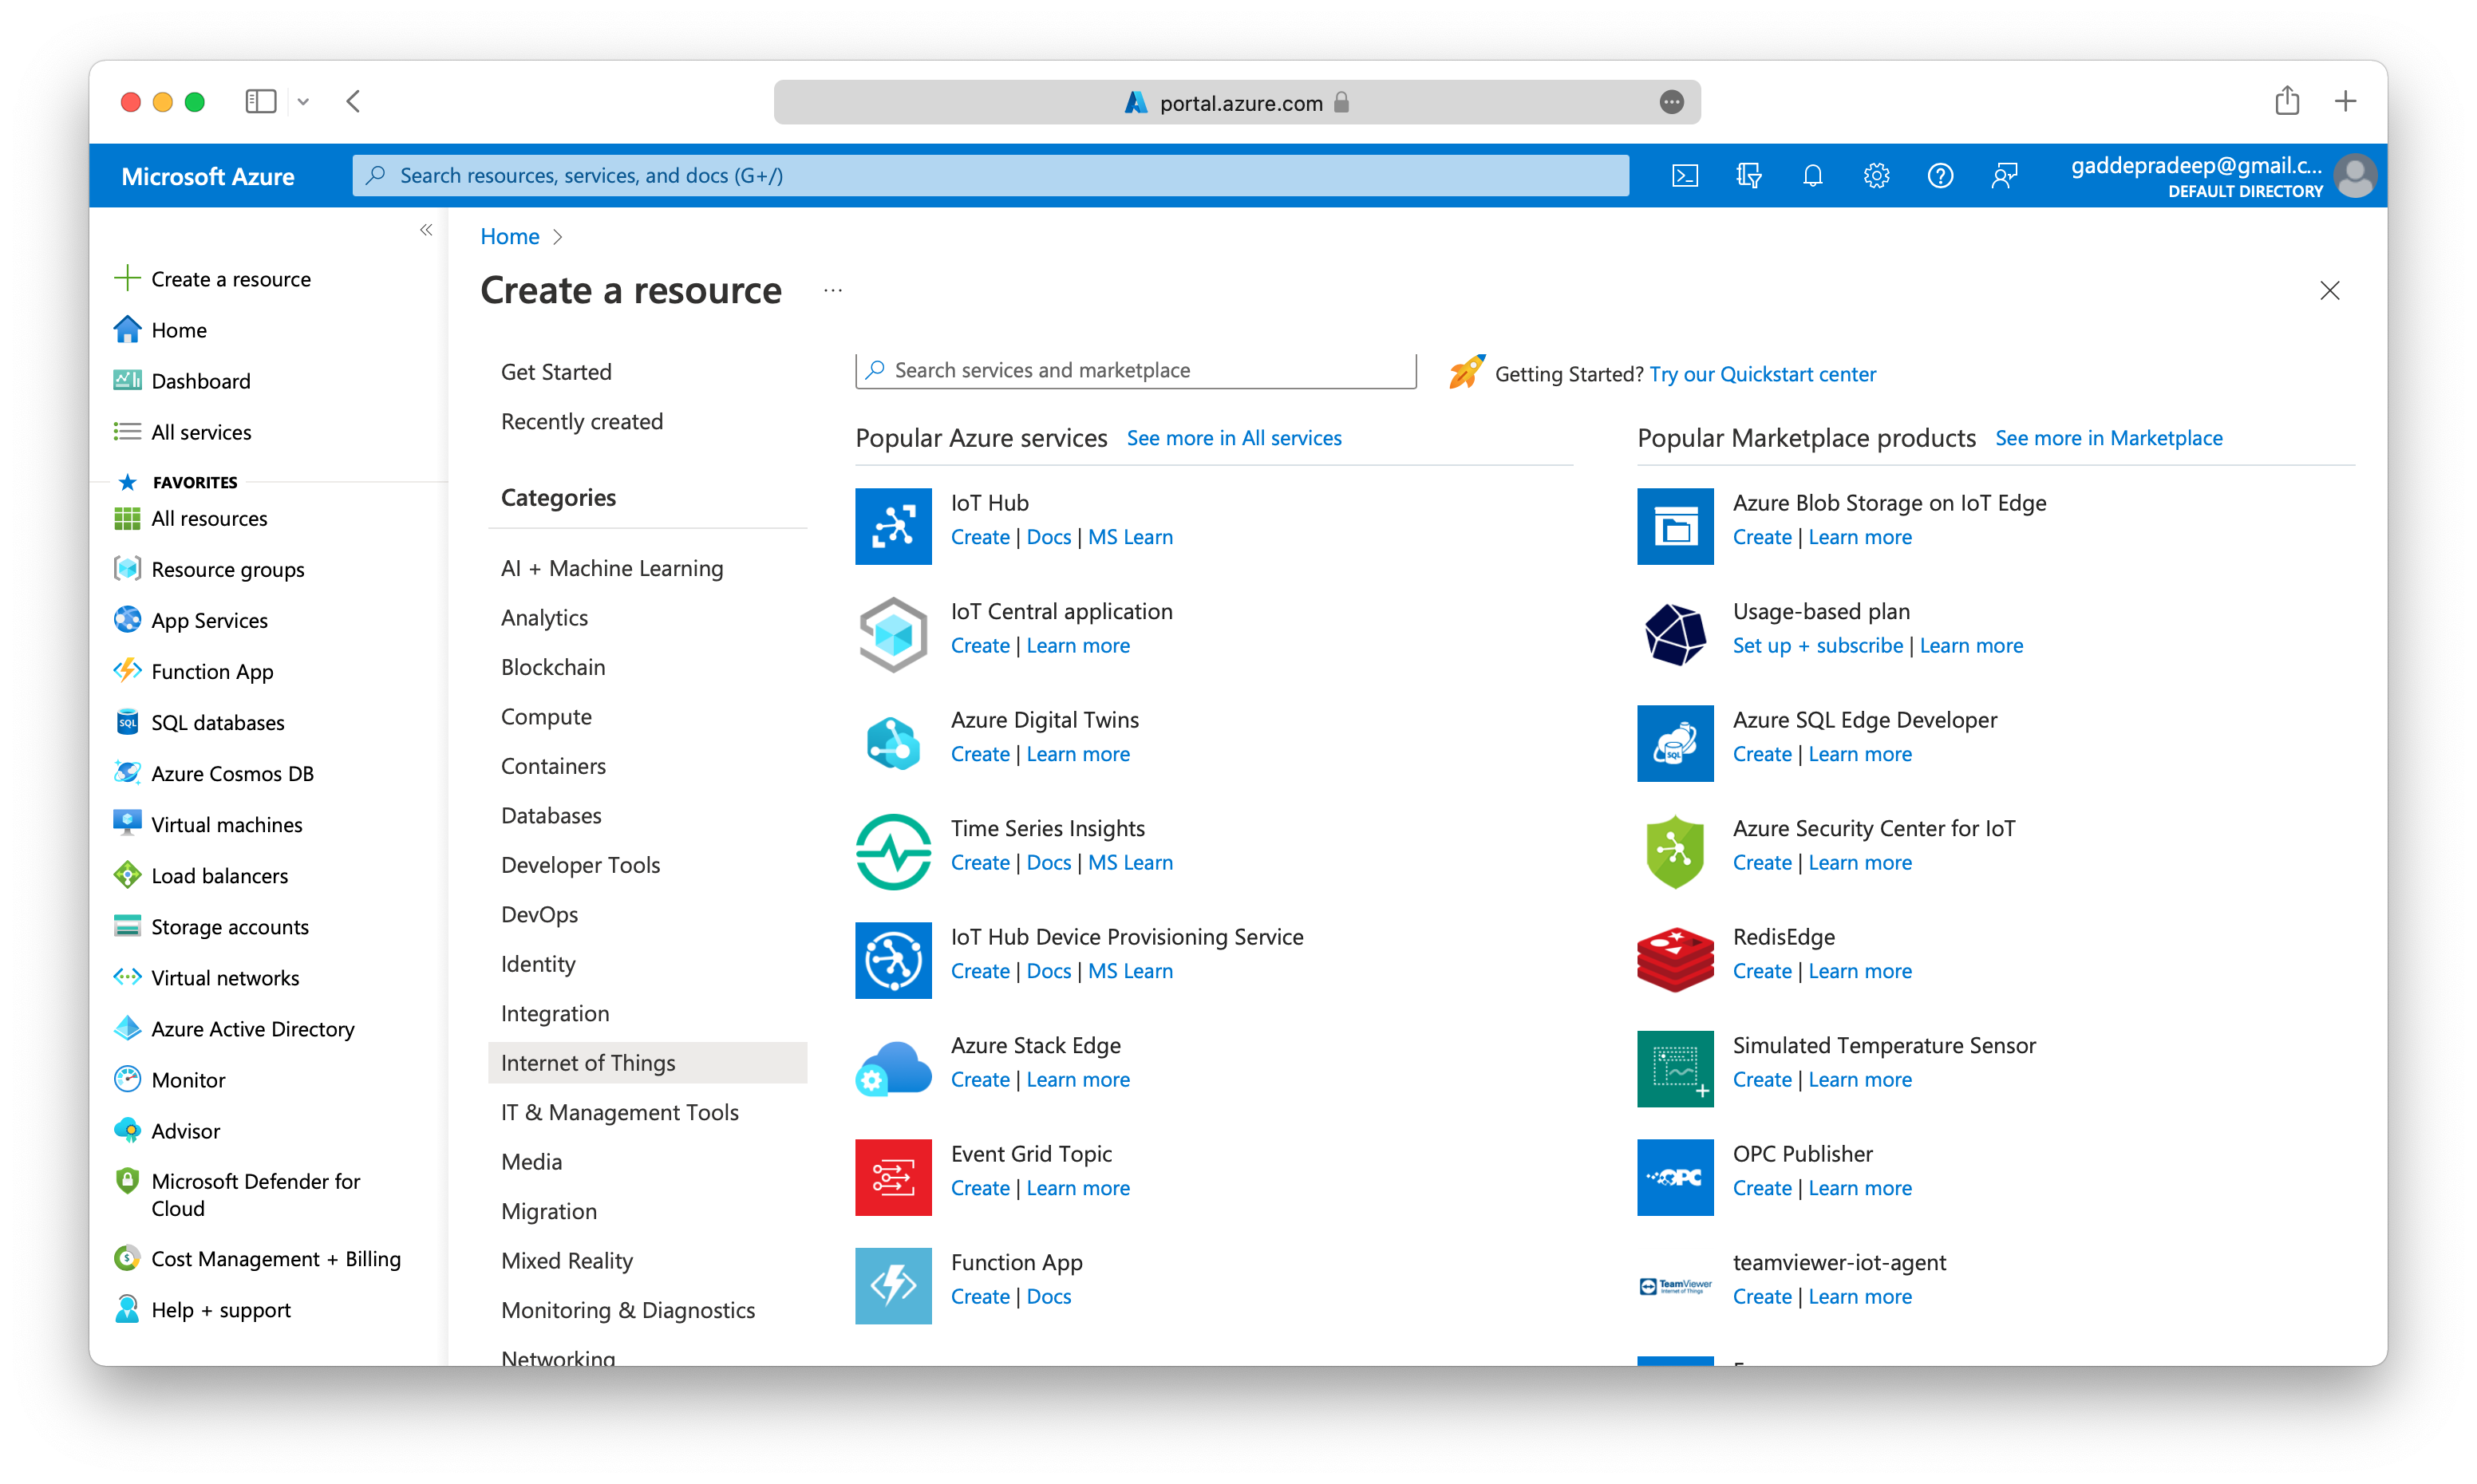 portal.azure.com
Microsoft Azure
Search resources, services, and docs (G+/)
gaddepradeep@gmail.c...
DEFAULT DIRECTORY
Create a resource
Home
Dashboard
All services
FAVORITES
All resources
Resource groups
App Services
Function App
SQL
SQL databases
Azure Cosmos DB
Virtual machines
Load balancers
Storage accounts
Virtual networks
Azure Active Directory
Monitor
Advisor
Microsoft Defender for
Cloud
Cost Management + Billing
Help + support
Home
Create a resource
Get Started
Recently created
Categories
AI + Machine Learning
Analytics
Blockchain
Compute
Containers
Databases
Developer Tools
DevOps
Identity
Integration
Internet of Things
IT & Management Tools
Media
Migration
Mixed Reality
Monitoring & Diagnostics
Networking
Search services and marketplace
Getting Started? Try our Quickstart center
Popular Azure services See more in All services
IoT Hub
Create | Docs | MS Learn
IoT Central application
Create | Learn more
Azure Digital Twins
Create | Learn more
Time Series Insights
Create | Docs | MS Learn
IoT Hub Device Provisioning Service
Create | Docs | MS Learn
Azure Stack Edge
Create | Learn more
Event Grid Topic
Create | Learn more
Function App
Create | Docs
Popular Marketplace products See more in Marketplace
Azure Blob Storage on IoT Edge
Create | Learn more
Usage-based plan
Set up + subscribe | Learn more
SQL
Azure SQL Edge Developer
Create | Learn more
Azure Security Center for IoT
Create | Learn more
RedisEdge
Create | Learn more
Simulated Temperature Sensor
Create | Learn more
OPC
OPC Publisher
Create | Learn more
TeamViewer
Internet of Things
teamviewer-iot-agent
Create | Learn more